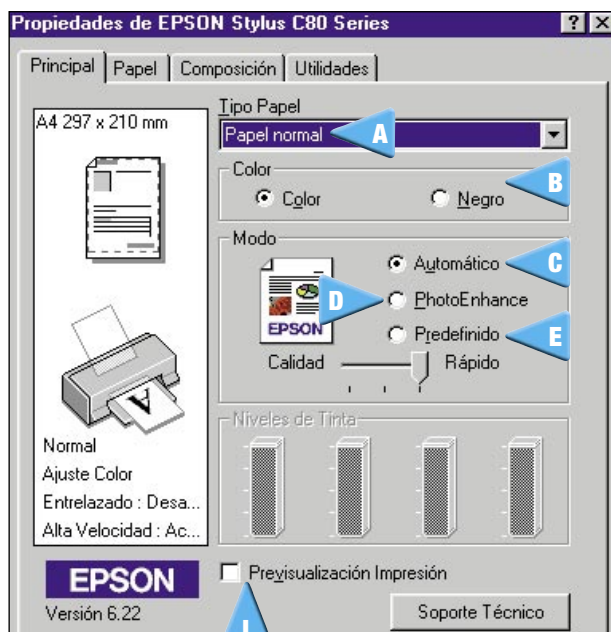 Propiedades de EPSON Stylus C80 Series
Principal Papel Composición Utilidades
A4 297 x 210 mm
Tipo Papel
Papel normal
A
Color
Color Negro
B
Modo
Automático
C
D
PhotoEnhance
EPSON
Predefinido
E
Calidad Rápido
Niveles de Tinta
A
Normal
Ajuste Color
Entrelazado : Desa...
Alta Velocidad : Ac...
EPSON
Versión 6.22
Previsualización Impresión
Soporte Técnico